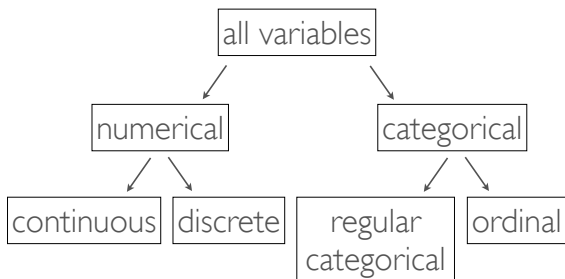 all variables
numerical
categorical
continuous
discrete
regular
categorical
ordinal